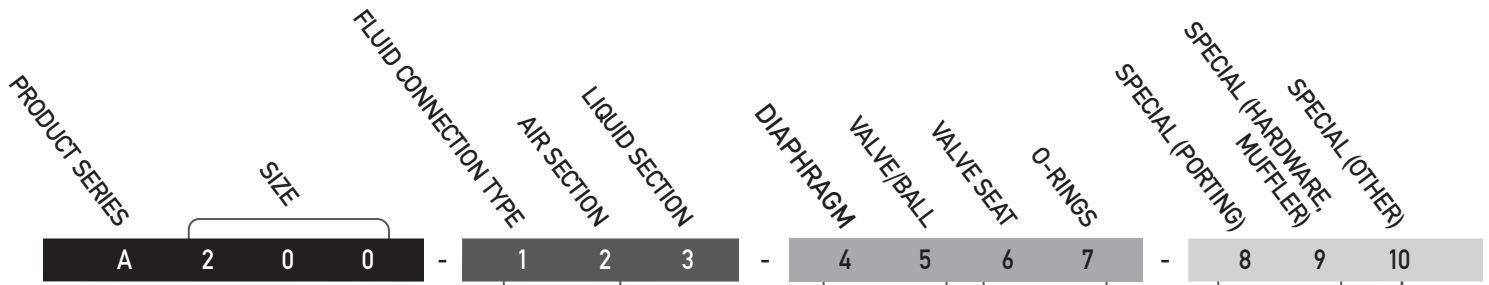 PRODUCT SERIES
SIZE
FLUID CONNECTION TYPE
AIR SECTION
LIQUID SECTION
DIAPHRAGM
VALVE/BALL
VALVE SEAT
O-RINGS
SPECIAL (PORTING)
SPECIAL (HARDWARE,
MUFFLER)
SPECIAL (OTHER)
A 2 0 0 - 1 2 3 - 4 5 6 7 - 8 9 10